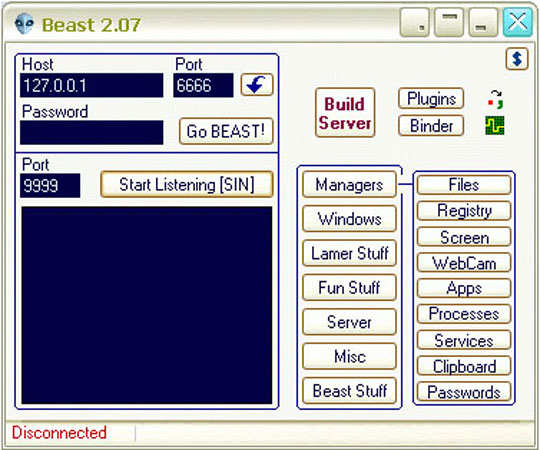 Beast 2.07
Host
Port
127.0.0.1
6666
Password
Go BEAST!
Port
9999
Start Listening [SIN]
$
Build
Server
Plugins
Binder
Managers
Windows
Lamer Stuff
Fun Stuff
Server
Misc
Beast Stuff
Files
Registry
Screen
WebCam
Apps
Processes
Services
Clipboard
Passwords
Disconnected